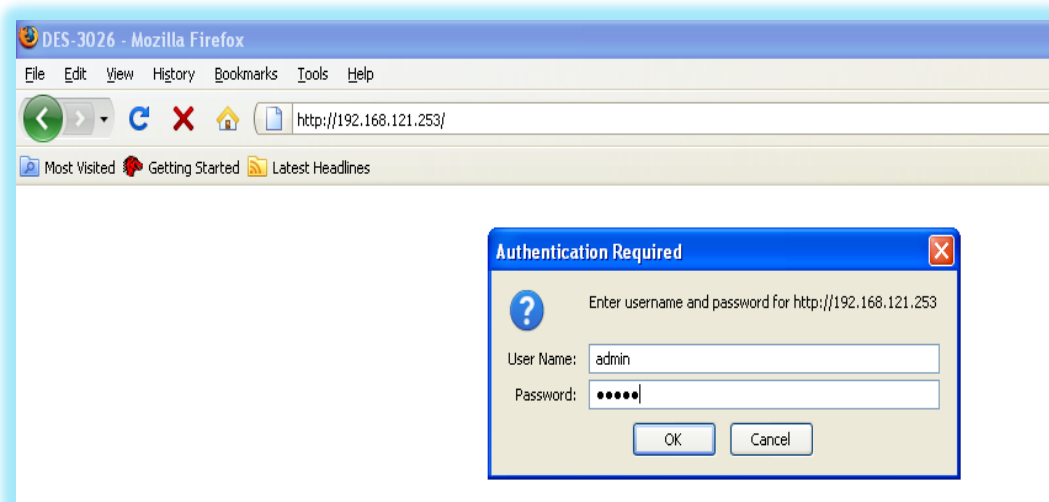 DES-3026 - Mozilla Firefox
File Edit View History Bookmarks Tools Help
http://192.168.121.253/
Most Visited Getting Started Latest Headlines
Authentication Required
Enter username and password for http://192.168.121.253
User Name: admin
Password: •••••
OK Cancel